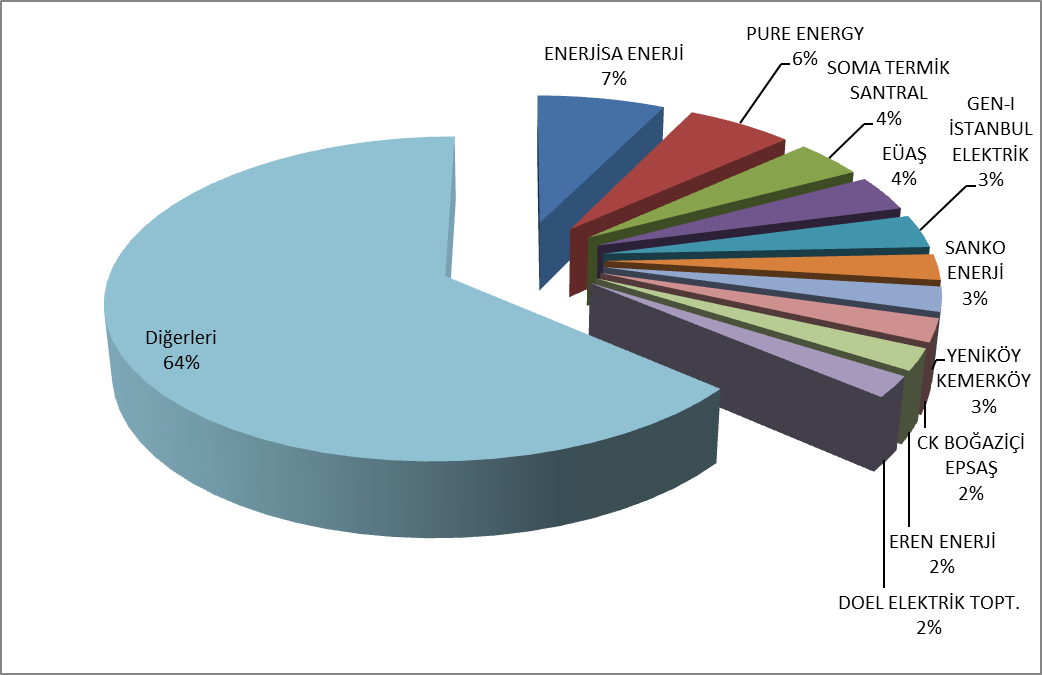 ENERJİSA ENERJİ
7%
PURE ENERGY
6%
SOMA TERMİK
SANTRAL
4%
EÜAŞ
4%
GEN-I
İSTANBUL
ELEKTRİK
3%
SANKO
ENERJİ
3%
YENİKÖY
KEMERKÖY
3%
CK BOĞAZİÇİ
EPSAŞ
2%
EREN ENERJİ
2%
DOEL ELEKTRİK TOPT.
2%
Diğerleri
64%